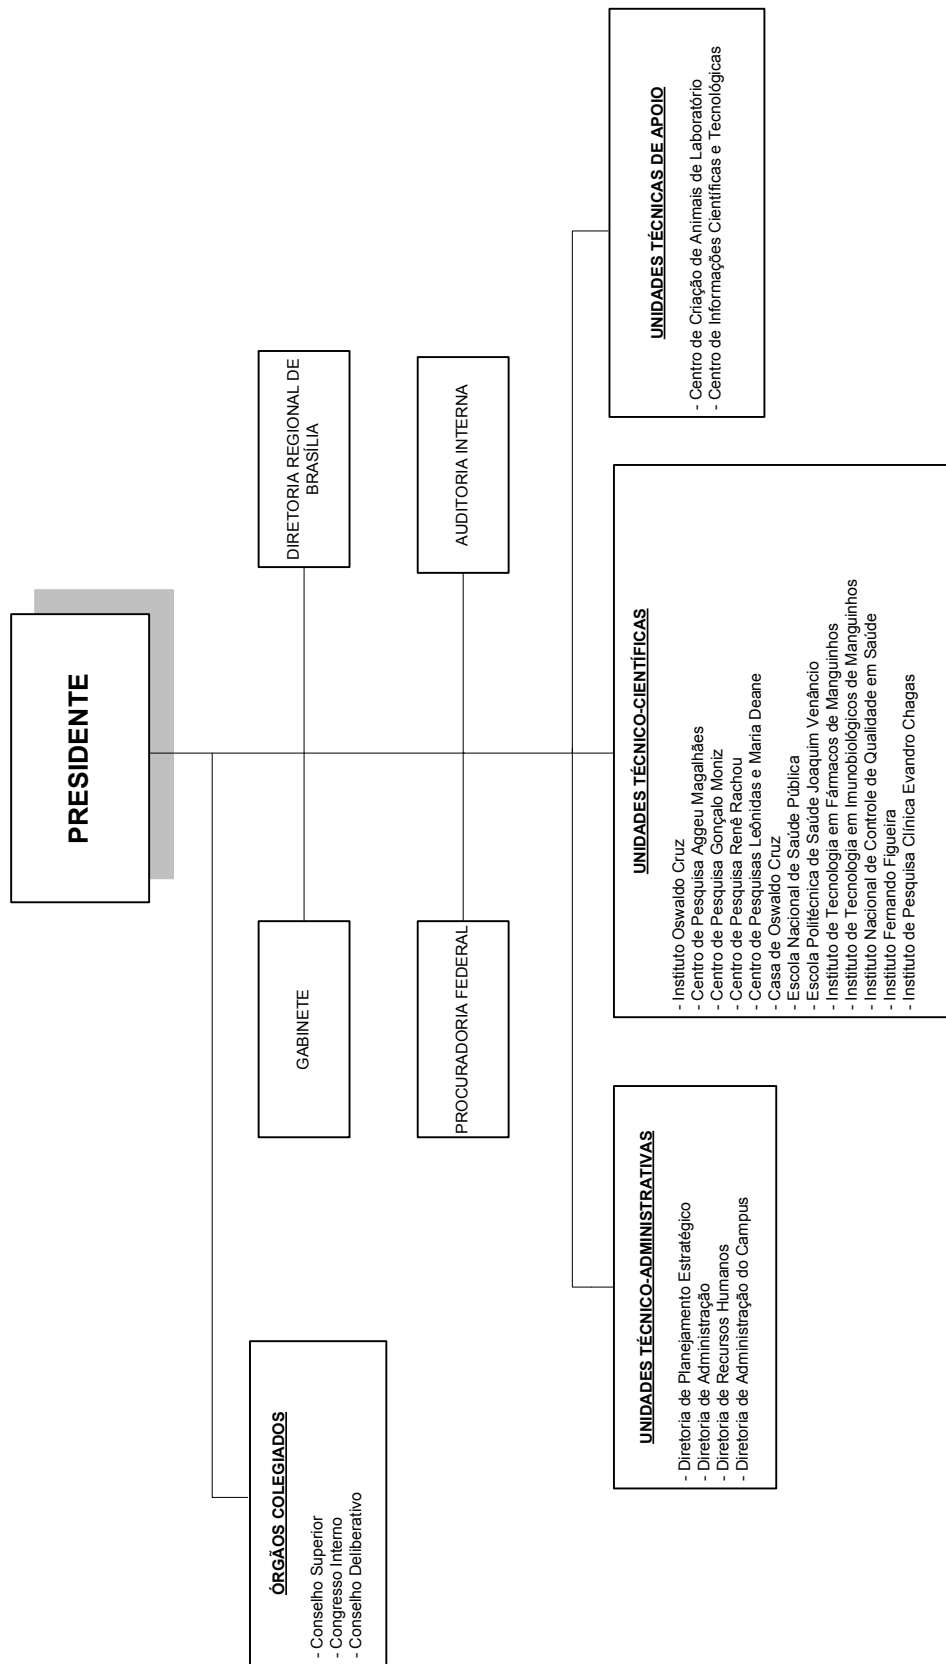 PRESIDENTE
ÓRGÃOS COLEGIADOS
- Conselho Superior
- Congresso Interno
- Conselho Deliberativo
GABINETE
DIRETORIA REGIONAL DE
BRASÍLIA
PROCURADORIA FEDERAL
AUDITORIA INTERNA
UNIDADES TÉCNICO-ADMINISTRATIVAS
- Diretoria de Planejamento Estratégico
- Diretoria de Administração
- Diretoria de Recursos Humanos
- Diretoria de Administração do Campus
UNIDADES TÉCNICO-CIENTÍFICAS
- Instituto Oswaldo Cruz
- Centro de Pesquisa Aggeu Magalhães
- Centro de Pesquisa Gonçalo Moniz
- Centro de Pesquisa Renê Rachou
- Centro de Pesquisas Leônidas e Maria Deane
- Casa de Oswaldo Cruz
- Escola Nacional de Saúde Pública
- Escola Politécnica de Saúde Joaquim Venâncio
- Instituto de Tecnologia em Fármacos de Manguinhos
- Instituto de Tecnologia em Imunobiológicos de Manguinhos
- Instituto Nacional de Controle de Qualidade em Saúde
- Instituto Fernando Figueira
- Instituto de Pesquisa Clínica Evandro Chagas
UNIDADES TÉCNICAS DE APOIO
- Centro de Criação de Animais de Laboratório
- Centro de Informações Científicas e Tecnológicas